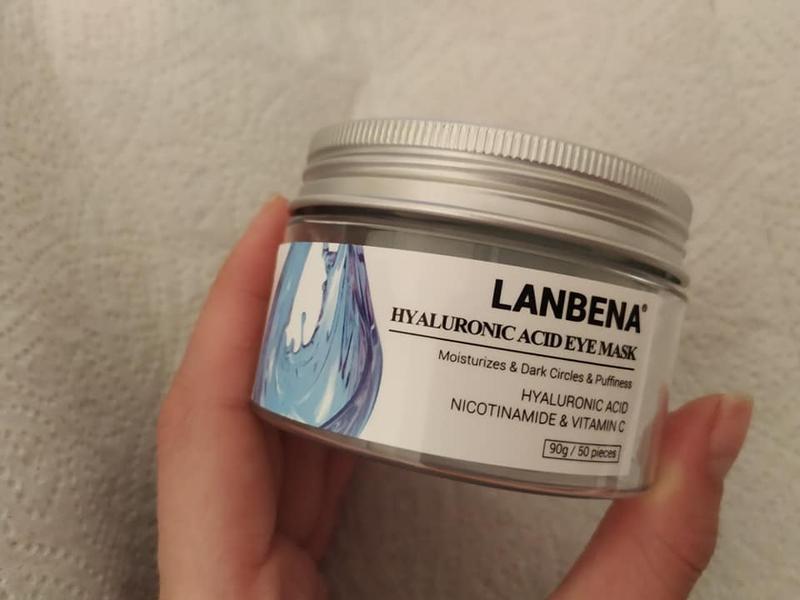 LANBENA®
HYALURONIC ACID EYE MASK
Moisturizes & Dark Circles & Puffiness
HYALURONIC ACID
NICOTINAMIDE & VITAMIN C
90g / 50 pieces